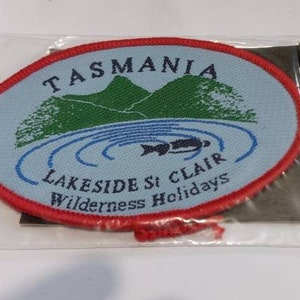 TASMANIA
LAKESIDE St CLAIR
Wilderness Holidays